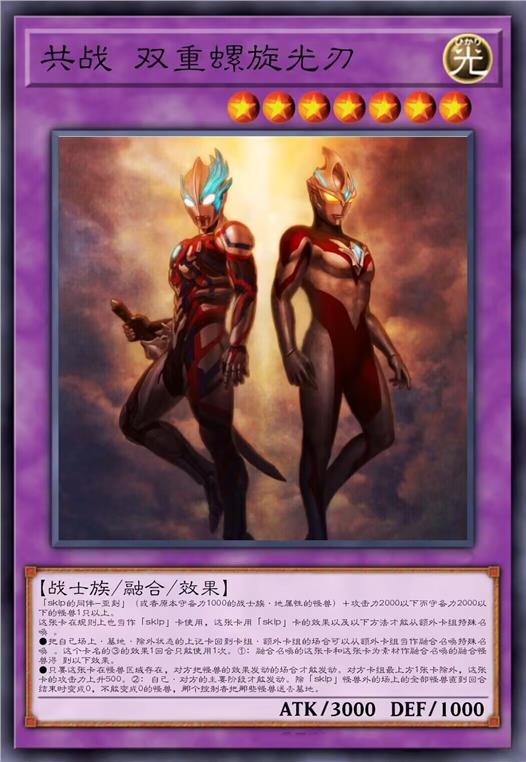 共战 双重螺旋光刃
ひかり
光
【战士族/融合/效果】
「skip的同伴-亚刻」（或者原本守备力1000的战士族·地属性的怪兽）＋攻击力2000以下而守备力2000以
下的怪兽1只以上。
这张卡在规则上也当作「skip」卡使用，这张卡用「skip」卡的效果以及以下方法才能从额外卡组特殊召
唤 。
●把自己场上·墓地·除外状态的上记卡回到卡组·额外卡组的场合可以从额外卡组当作融合召唤特殊召
唤 。这个卡名的③的效果1回合只能使用1次。①：融合召唤的这张卡和这张卡为素材作融合召唤的融合怪
兽得 到以下效果。
●只要这张卡在怪兽区域存在，对方把怪兽的效果发动的场合才能发动。对方卡组最上方1张卡除外，这张
卡的攻击力上升500。②：自己·对方的主要阶段才能发动。除「skip」怪兽外的场上的全部怪兽直到回合
结束时变成0，不能变成0的怪兽，那个控制者把那些怪兽送去墓地。
ATK/3000 DEF/1000